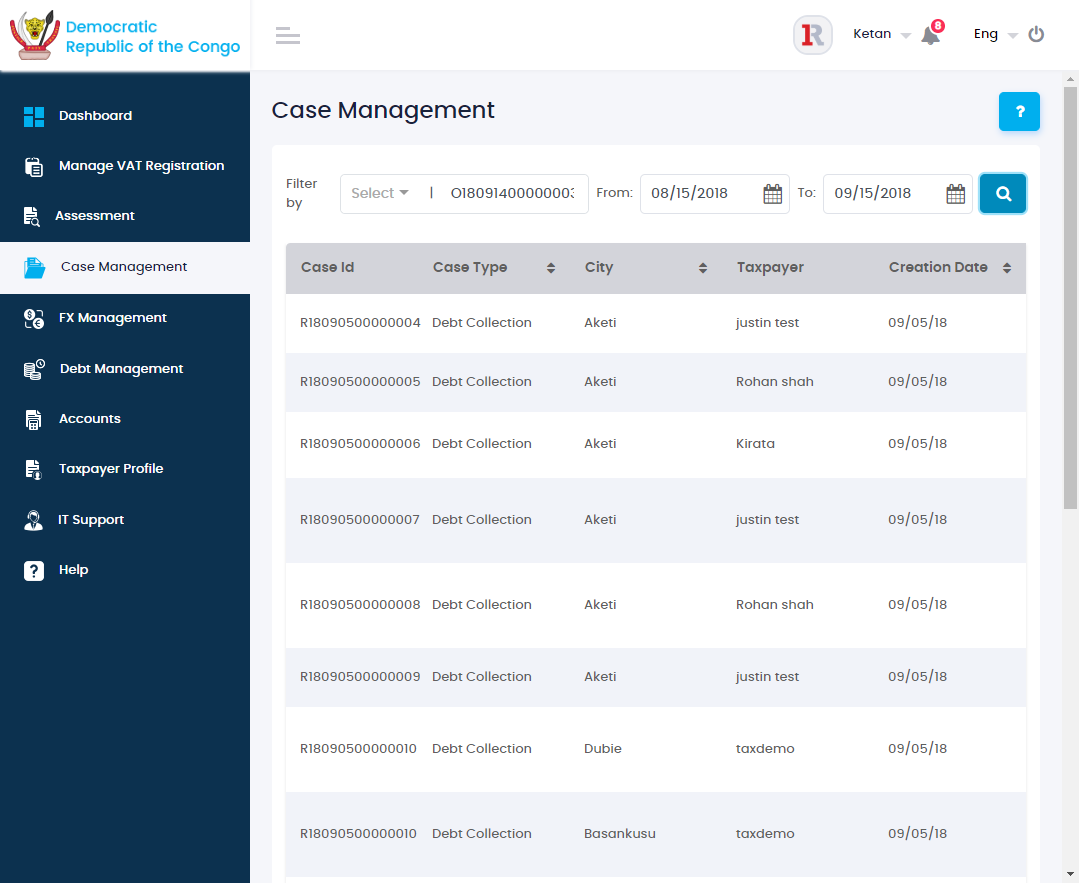 Democratic
Republic of the Congo
R
Ketan
8
Eng
Dashboard
Manage VAT Registration
Assessment
Case Management
FX Management
Debt Management
Accounts
Taxpayer Profile
IT Support
? Help
Case Management
?
Filter by
Select | O18091400000003
From: 08/15/2018 To: 09/15/2018
Case Id Case Type City Taxpayer Creation Date
R18090500000004 Debt Collection Aketi justin test 09/05/18
R18090500000005 Debt Collection Aketi Rohan shah 09/05/18
R18090500000006 Debt Collection Aketi Kirata 09/05/18
R18090500000007 Debt Collection Aketi justin test 09/05/18
R18090500000008 Debt Collection Aketi Rohan shah 09/05/18
R18090500000009 Debt Collection Aketi justin test 09/05/18
R18090500000010 Debt Collection Dubie taxdemo 09/05/18
R18090500000010 Debt Collection Basankusu taxdemo 09/05/18